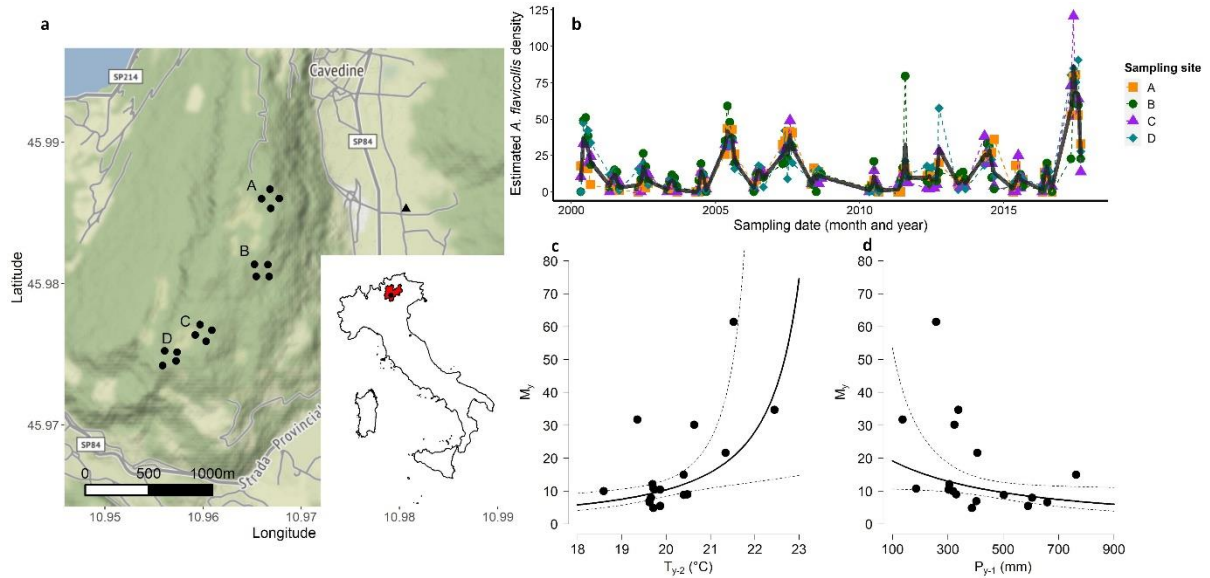 a
SP214
Cavedine
SP84
A
B
C
D
SP84
Strada Provincial
0 500 1000m
45.99
45.98
45.97
Latitude
10.95 10.96 10.97 10.98 10.99
Longitude
b
Estimated A. flavicollis density
125
100
75
50
25
0
2000 2005 2010 2015
Sampling date (month and year)
Sampling site
A
B
C
D
c
My
80
70
60
50
40
30
20
10
0
18 19 20 21 22 23
Ty-2 (°C)
d
My
80
70
60
50
40
30
20
10
0
100 300 500 700 900
Py-1 (mm)